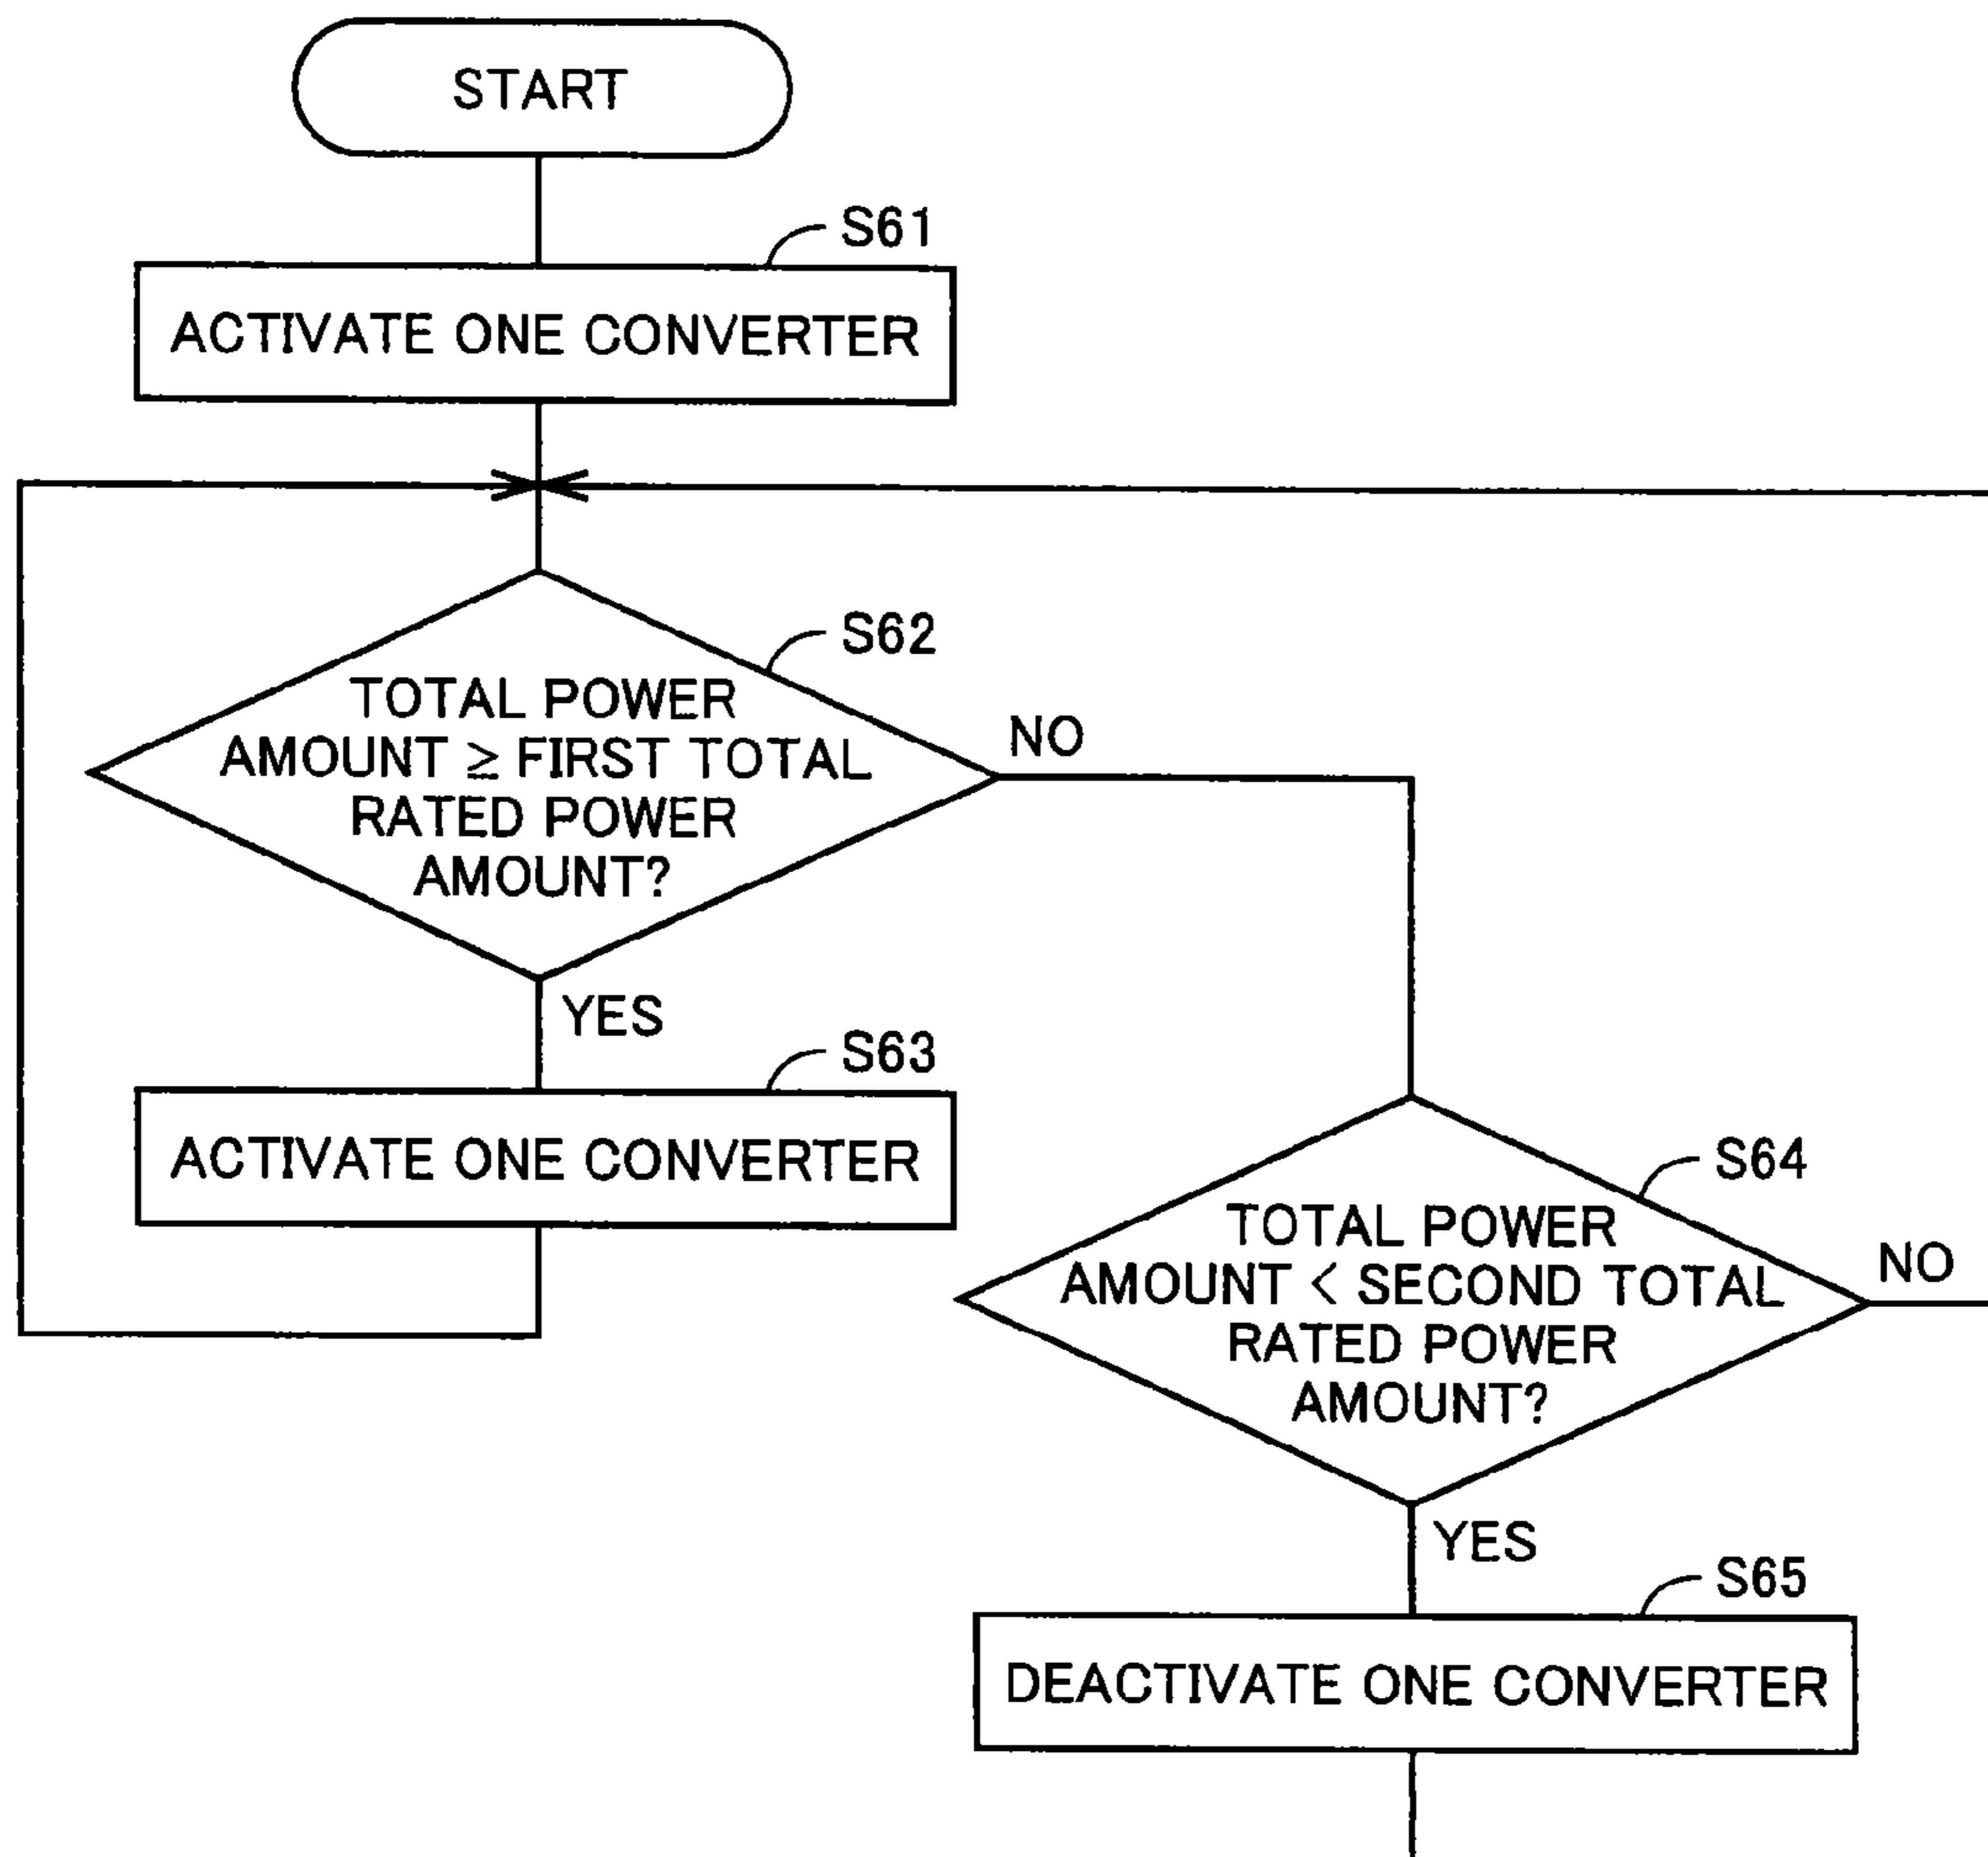 START
S61
ACTIVATE ONE CONVERTER
S62
TOTAL POWER
AMOUNT ≧ FIRST TOTAL
RATED POWER
AMOUNT?
NO
YES
S63
ACTIVATE ONE CONVERTER
S64
TOTAL POWER
AMOUNT < SECOND TOTAL
RATED POWER
AMOUNT?
NO
YES
S65
DEACTIVATE ONE CONVERTER